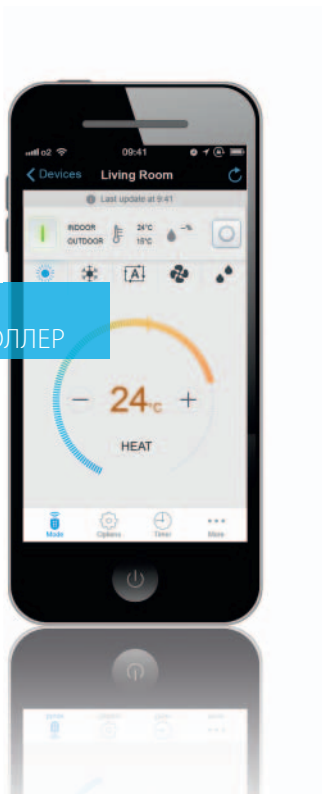 o2 09:41
Devices Living Room
Last update at 9:41
INDOOR 24°C -%
OUTDOOR 15°C
A
ОЛЛЕР
− 24°C +
HEAT
Mode Options Timer More